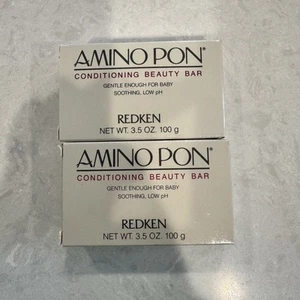 AMINO PON®
CONDITIONING BEAUTY BAR
GENTLE ENOUGH FOR BABY
SOOTHING, LOW pH
REDKEN
NET WT. 3.5 OZ. 100 g
AMINO PON®
CONDITIONING BEAUTY BAR
GENTLE ENOUGH FOR BABY
SOOTHING, LOW pH
REDKEN
NET WT. 3.5 OZ. 100 g